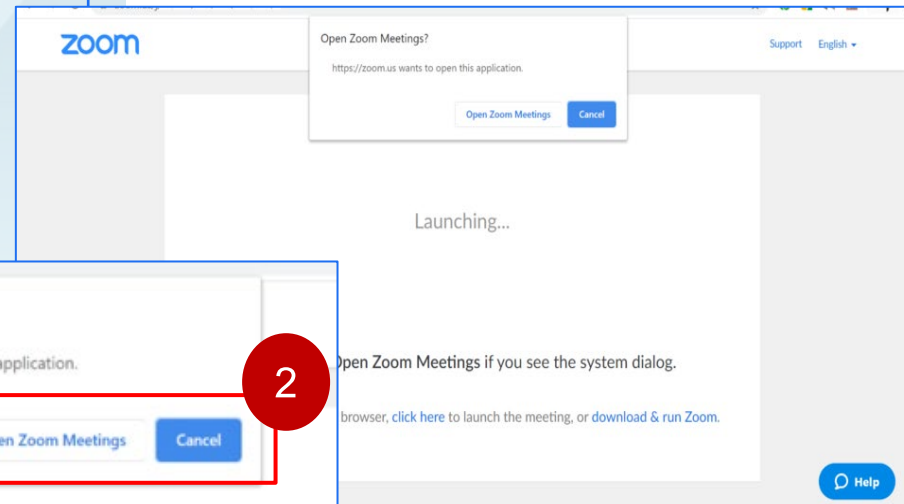 zoom
Support English
Open Zoom Meetings?
https://zoom.us wants to open this application.
Open Zoom Meetings Cancel
Launching...
Open Zoom Meetings if you see the system dialog.
browser, click here to launch the meeting, or download & run Zoom.
application.
2
Zoom Meetings Cancel
Help